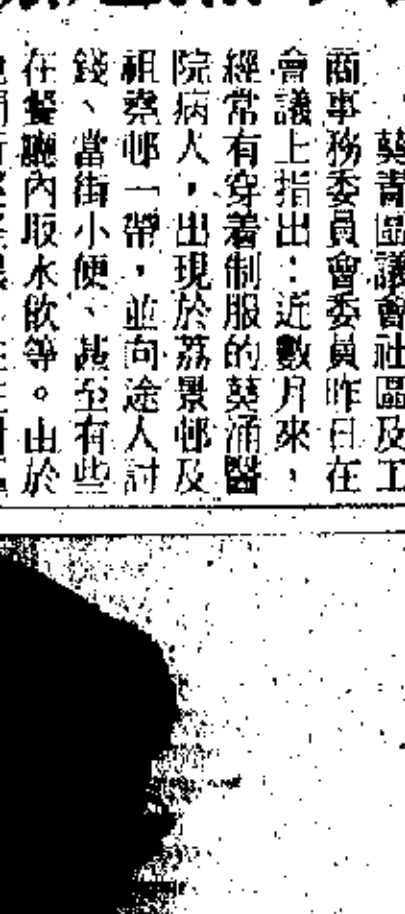 葵青區議會社區及工
商事務委員會委員昨日在
會議上指出：近數月來，
經常有穿着制服的葵涌醫
院病人，出現於荔景邨及
祖堯邨一帶，並向途人討
錢、當街小便、甚至有些
在餐廳內取水飲等。由於